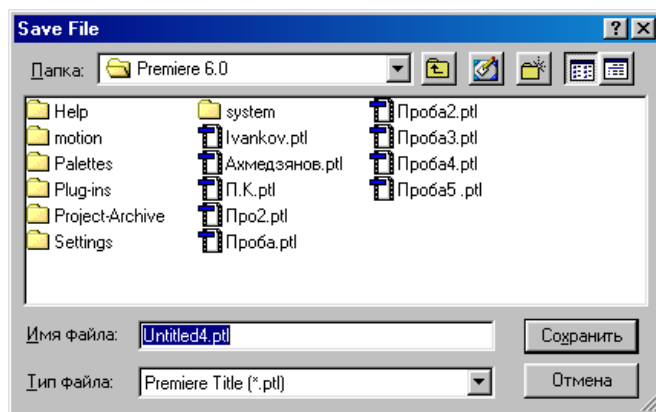 Save File
Папка: Premiere 6.0
Help
motion
Palettes
Plug-ins
Project-Archive
Settings
system
Ivankov.ptl
Ахмедзянов.ptl
П.К.ptl
Про2.ptl
Проба.ptl
Проба2.ptl
Проба3.ptl
Проба4.ptl
Проба5 .ptl
Имя файла: Untitled4.ptl
Сохранить
Тип файла: Premiere Title (*.ptl)
Отмена